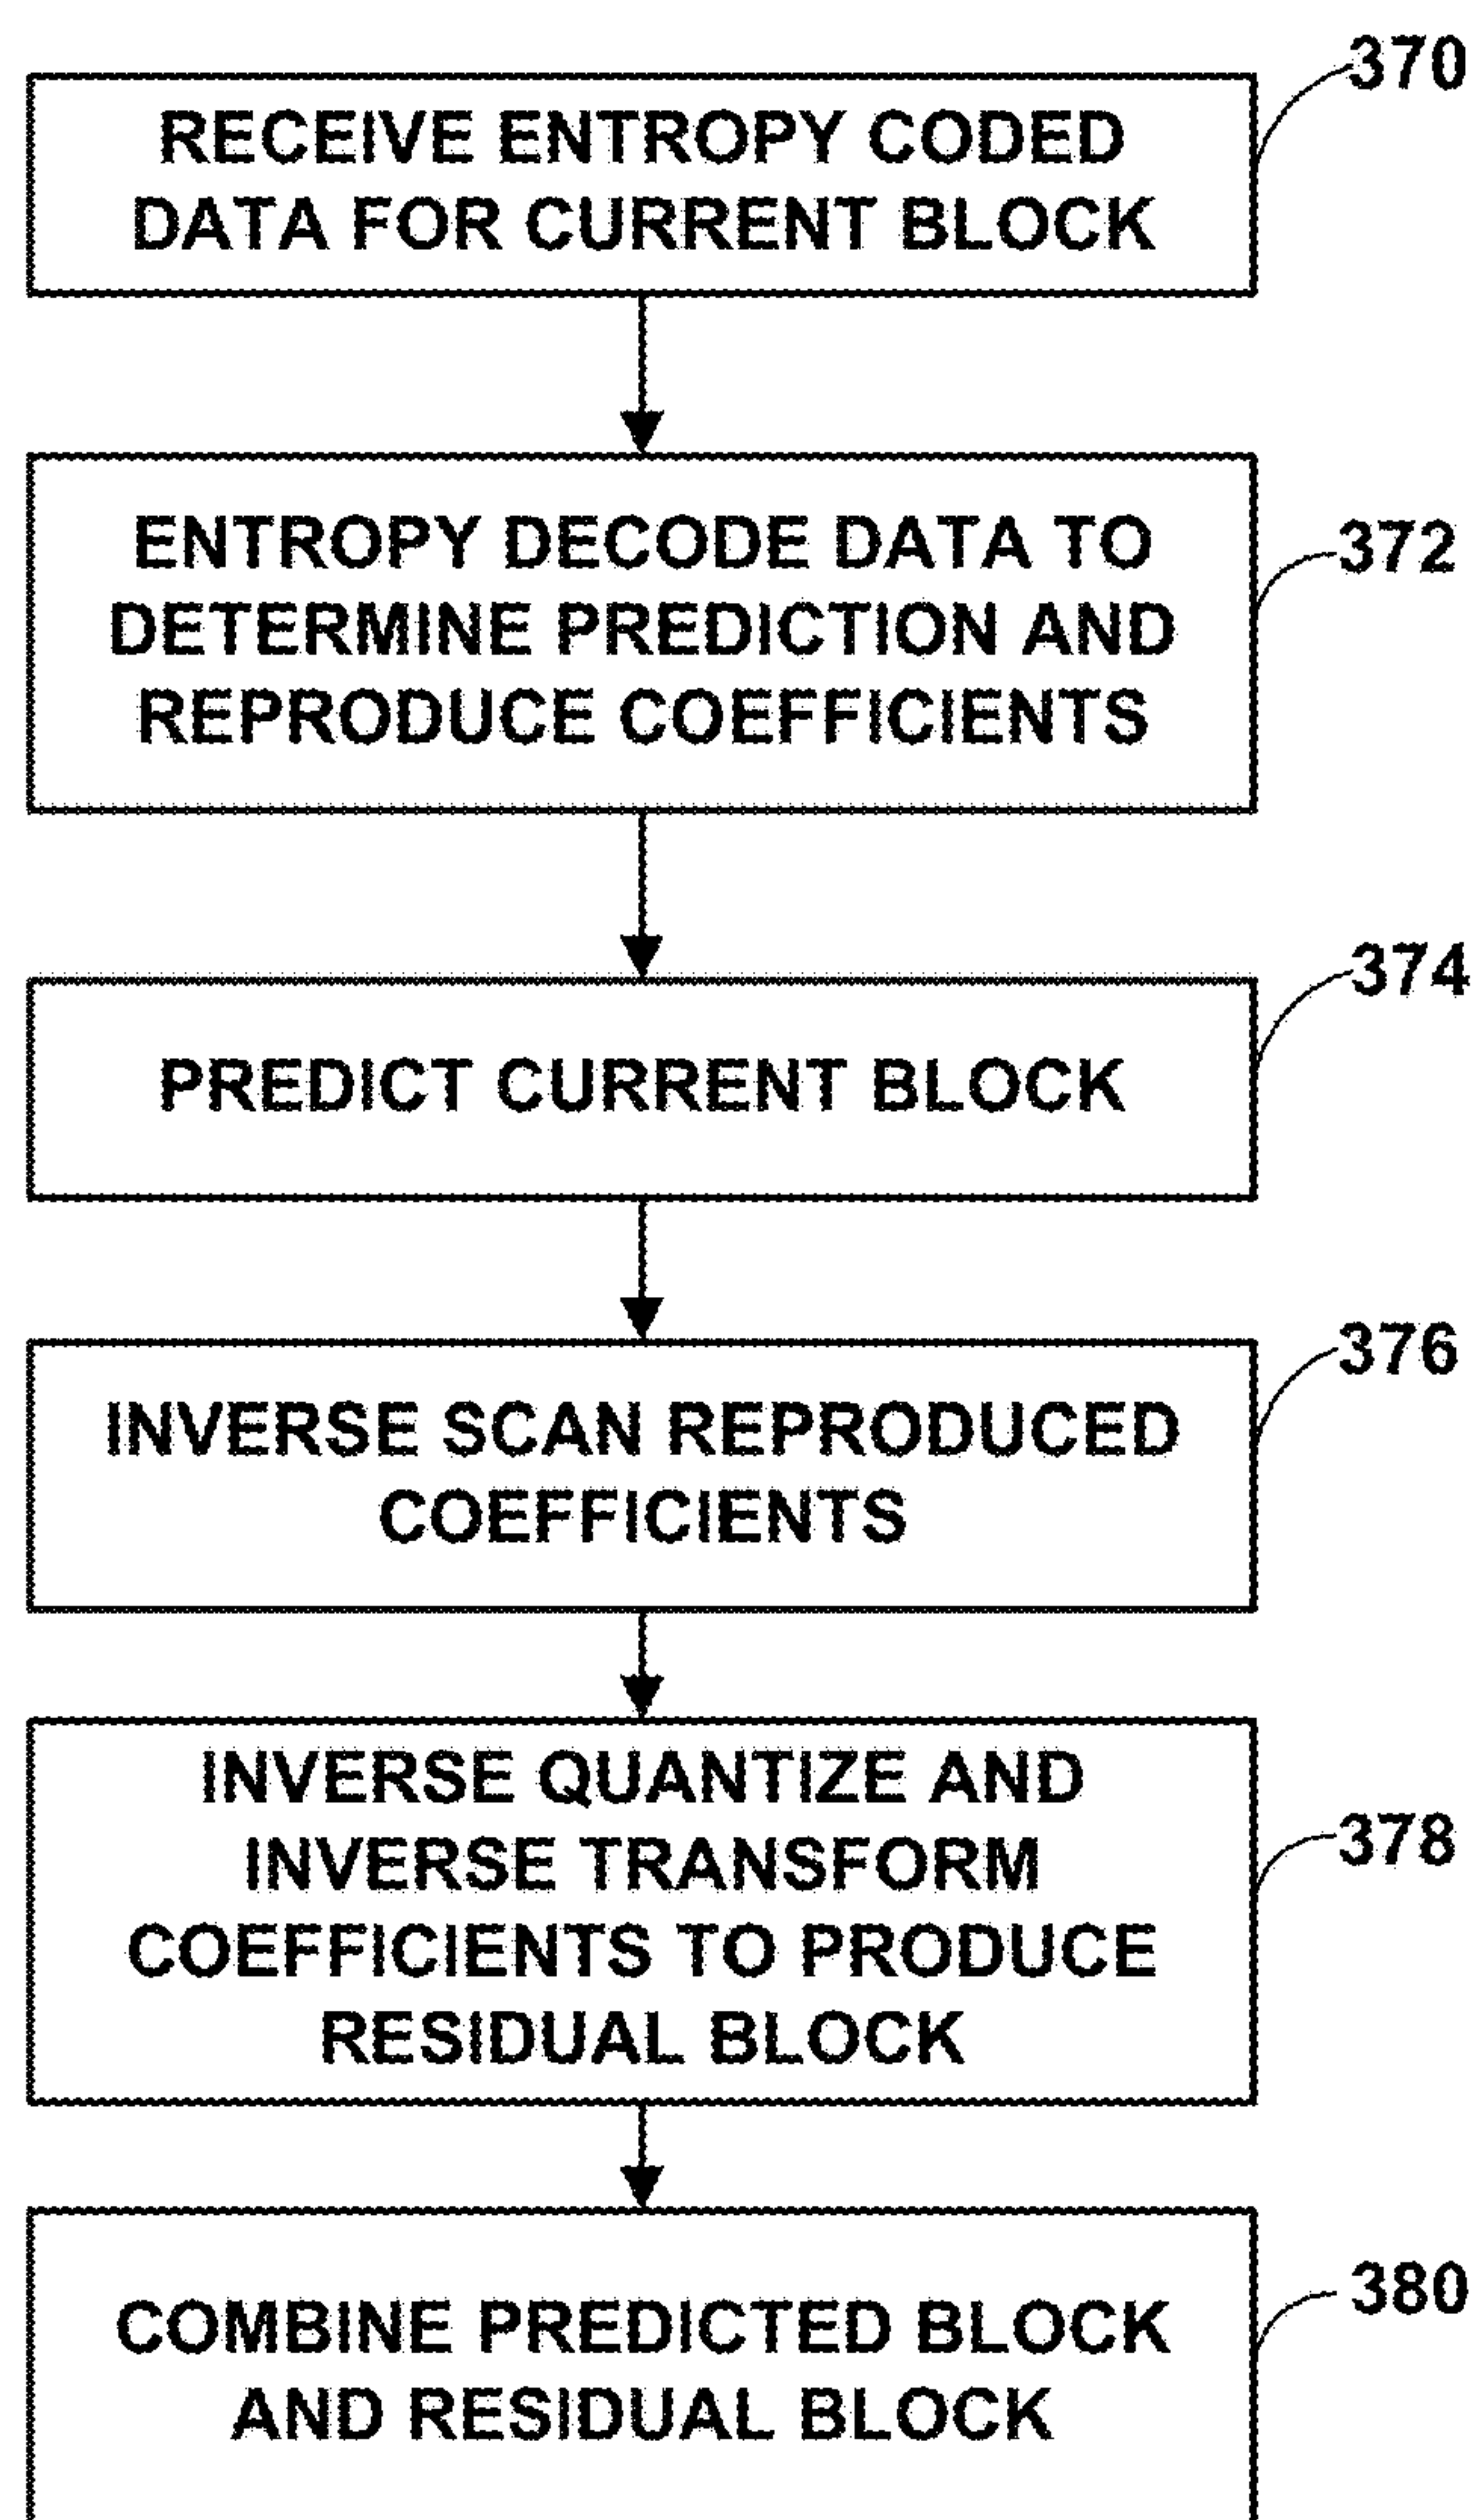 370
RECEIVE ENTROPY CODED
DATA FOR CURRENT BLOCK
372
ENTROPY DECODE DATA TO
DETERMINE PREDICTION AND
REPRODUCE COEFFICIENTS
374
PREDICT CURRENT BLOCK
376
INVERSE SCAN REPRODUCED
COEFFICIENTS
378
INVERSE QUANTIZE AND
INVERSE TRANSFORM
COEFFICIENTS TO PRODUCE
RESIDUAL BLOCK
380
COMBINE PREDICTED BLOCK
AND RESIDUAL BLOCK